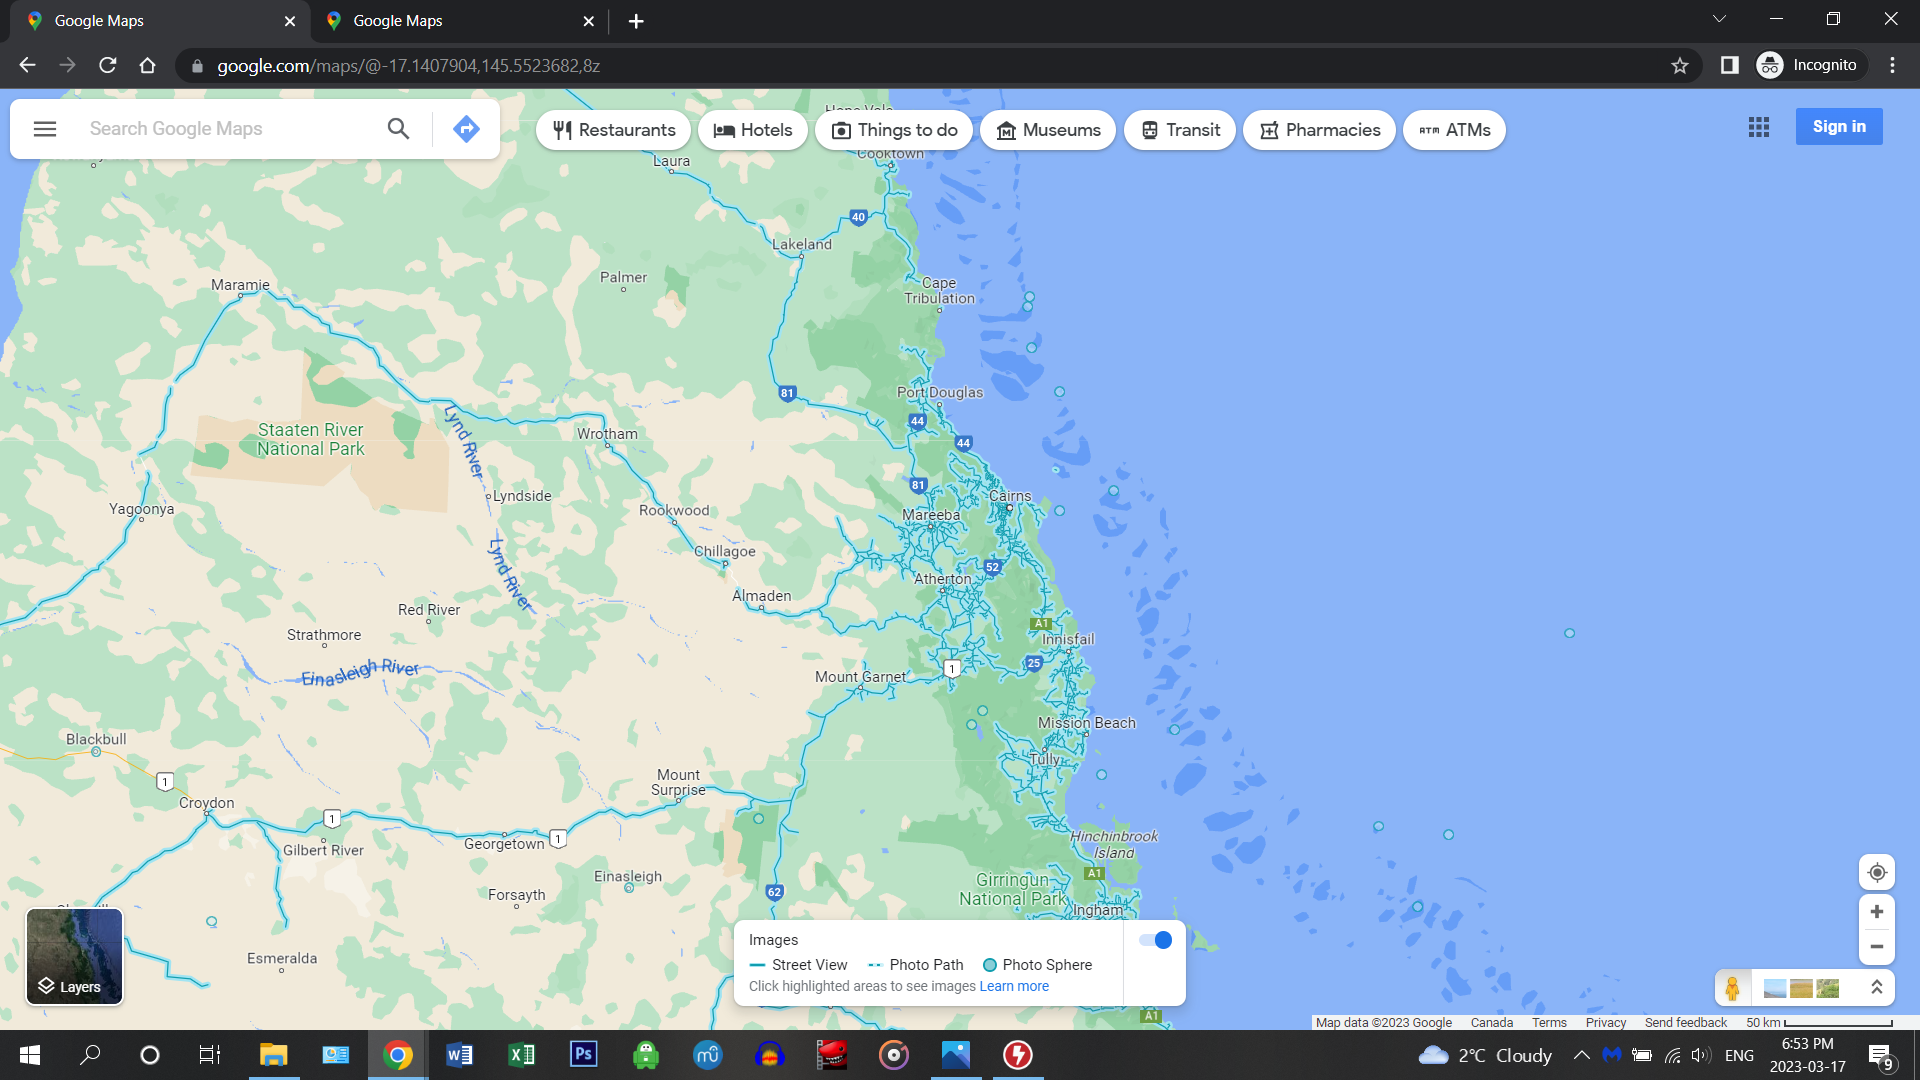 Google Maps
Google Maps
google.com/maps/@-17.1407904,145.5523682,8z
Incognito
Search Google Maps
Restaurants
Hotels
Things to do
Museums
Transit
Pharmacies
ATM ATMs
Sign in
Hope Vale
Cooktown
Laura
40
Lakeland
Palmer
Maramie
Cape
Tribulation
81
Port Douglas
44
44
Staaten River
National Park
Lynd River
Wrotham
81
Cairns
Lyndside
Yagoonya
Rookwood
Mareeba
Chillagoe
Lynd River
52
Atherton
Almaden
Red River
A1
Strathmore
Innisfail
Einasleigh River
25
1
Mount Garnet
Mission Beach
Blackbull
Tully
1
Mount
Surprise
Croydon
1
1
Georgetown
Gilbert River
Hinchinbrook
Island
A1
Einasleigh
62
Forsyth
Girringun
National Park
Ingham
Esmeralda
Layers
Images
Street View
Photo Path
Photo Sphere
Click highlighted areas to see images Learn more
A1
Map data ©2023 Google
Canada
Terms
Privacy
Send feedback
50 km
2°C Cloudy
ENG
6:53 PM
2023-03-17
9